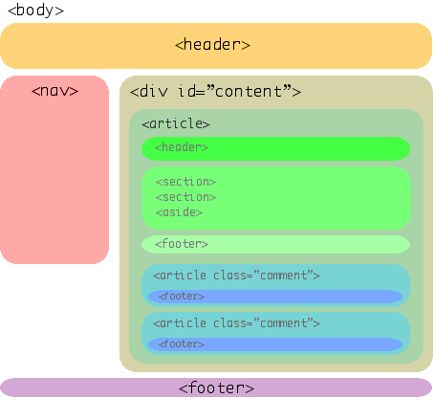 <body>
<header>
<nav>
<div id="content">
<article>
<header>
<section>
<section>
<aside>
<footer>
<article class="comment">
<footer>
<article class="comment">
<footer>
<footer>